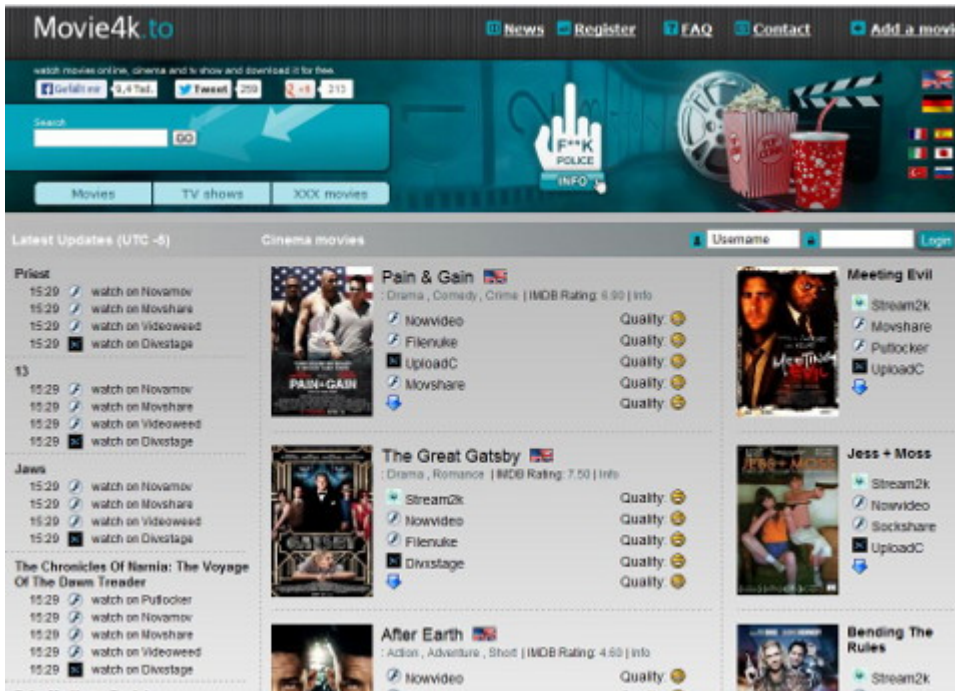 Movie4k.to
News Register FAQ Contact Add a movi
watch movies online, cinema and tv show and download it for free.
Gefällt mir 9,4 Tsd. Tweet 259 +1 213
Search
GO
F**K
POLICE
INFO
TOP CORN
Movies TV shows XXX movies
Latest Updates (UTC -5) Cinema movies Username Login
Priest
15:29 watch on Novamov
15:29 watch on Movshare
15:29 watch on Videoweed
15:29 watch on Divxstage
13
15:29 watch on Novamov
15:29 watch on Movshare
15:29 watch on Videoweed
15:29 watch on Divxstage
Jaws
15:29 watch on Novamov
15:29 watch on Movshare
15:29 watch on Videoweed
15:29 watch on Divxstage
The Chronicles Of Narnia: The Voyage
Of The Dawn Treader
15:29 watch on Putlocker
15:29 watch on Novamov
15:29 watch on Movshare
15:29 watch on Videoweed
15:29 watch on Divxstage
PAIN & GAIN
Pain & Gain
: Drama , Comedy , Crime | IMDB Rating: 6.90 | Info
Nowvideo Quality:
Filenuke Quality:
UploadC Quality:
Movshare Quality:
Quality:
GATSBY
The Great Gatsby
: Drama , Romance | IMDB Rating: 7.50 | Info
Stream2k Quality:
Nowvideo Quality:
Filenuke Quality:
Divxstage Quality:
Quality:
After Earth
: Action , Adventure , Short | IMDB Rating: 4.60 | Info
Nowvideo Quality:
MEETING EVIL
Meeting Evil
Stream2k
Movshare
Putlocker
UploadC
JESS + MOSS
Jess + Moss
Stream2k
Nowvideo
Sockshare
UploadC
Bending The
Rules
Stream2k